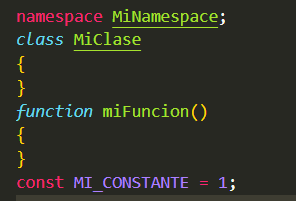 namespace MiNamespace;
class MiClase
{
}
function miFuncion()
{
}
const MI_CONSTANTE = 1;